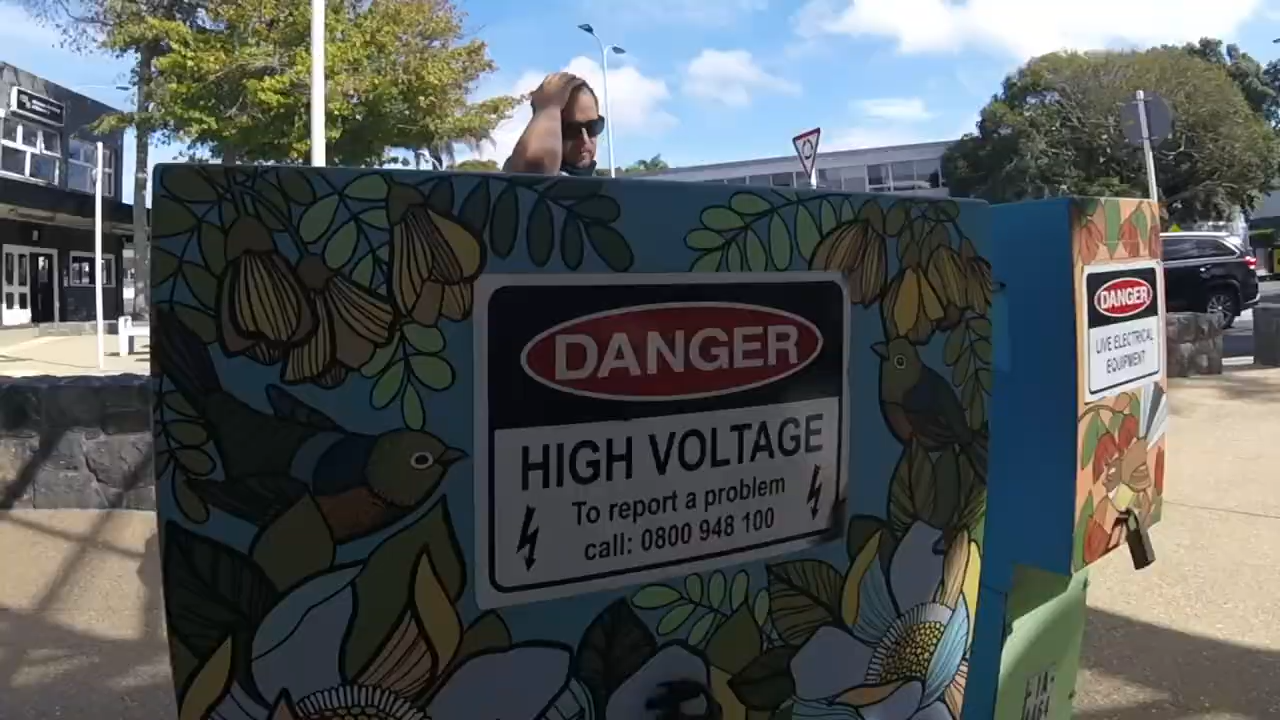 DANGER
HIGH VOLTAGE
To report a problem
call: 0800 948 100
DANGER
LIVE ELECTRICAL
EQUIPMENT